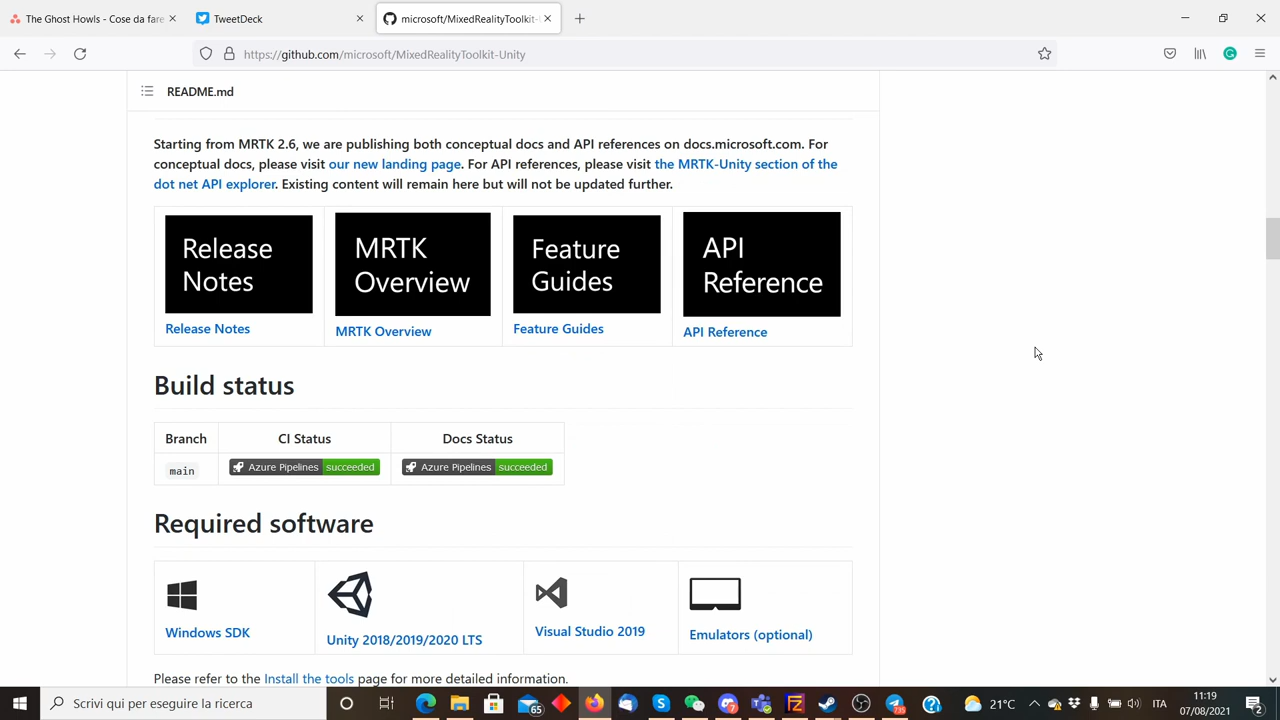 The Ghost Howls - Cose da fare
TweetDeck
microsoft/MixedRealityToolkit-
https://github.com/microsoft/MixedRealityToolkit-Unity
README.md
Starting from MRTK 2.6, we are publishing both conceptual docs and API references on docs.microsoft.com. For
conceptual docs, please visit our new landing page. For API references, please visit the MRTK-Unity section of the
dot net API explorer. Existing content will remain here but will not be updated further.
Release
Notes
MRTK
Overview
Feature
Guides
API
Reference
Release Notes
MRTK Overview
Feature Guides
API Reference
Build status
Branch CI Status Docs Status
main Azure Pipelines succeeded Azure Pipelines succeeded
Required software
Windows SDK
Unity 2018/2019/2020 LTS
Visual Studio 2019
Emulators (optional)
Please refer to the Install the tools page for more detailed information.
Scivi qui per eseguire la ricerca
65
7
735
21°C
ITA
11:19
07/08/2021
2